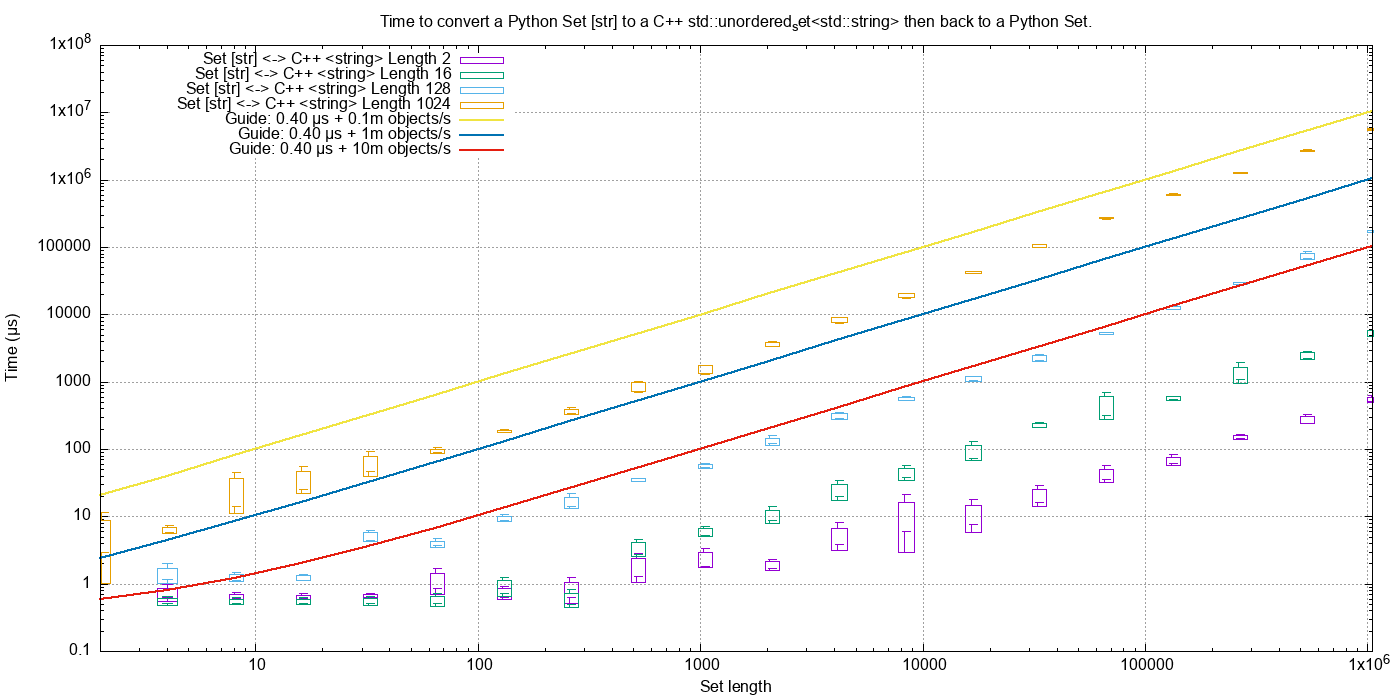 Time to convert a Python Set [str] to a C++ std::unordered_set<std::string> then back to a Python Set.
1x10^8
1x10^7
1x10^6
100000
10000
1000
100
10
1
0.1
Time (µs)
Set [str] <-> C++ <string> Length 2
Set [str] <-> C++ <string> Length 16
Set [str] <-> C++ <string> Length 128
Set [str] <-> C++ <string> Length 1024
Guide: 0.40 µs + 0.1m objects/s
Guide: 0.40 µs + 1m objects/s
Guide: 0.40 µs + 10m objects/s
10 100 1000 10000 100000 1x10^6
Set length